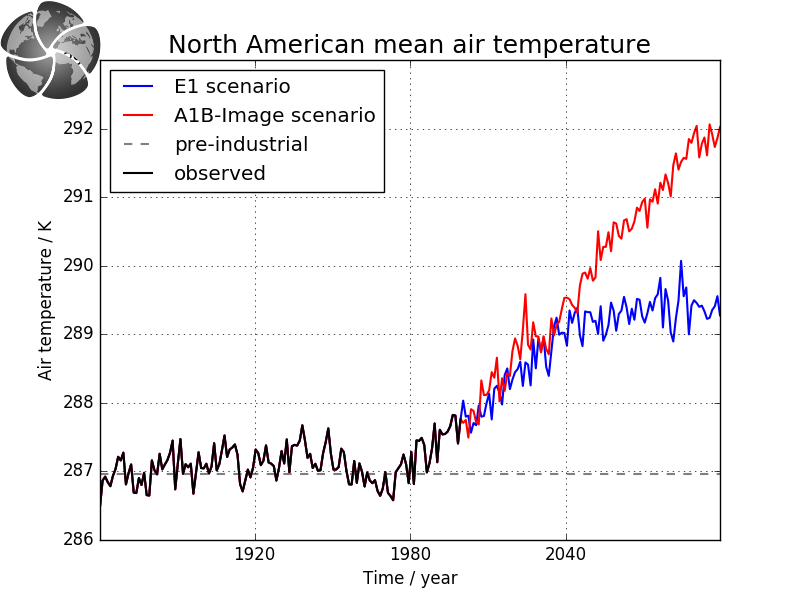 North American mean air temperature
E1 scenario
A1B-Image scenario
pre-industrial
observed
292
291
290
289
288
287
286
Air temperature / K
1920
1980
2040
Time / year